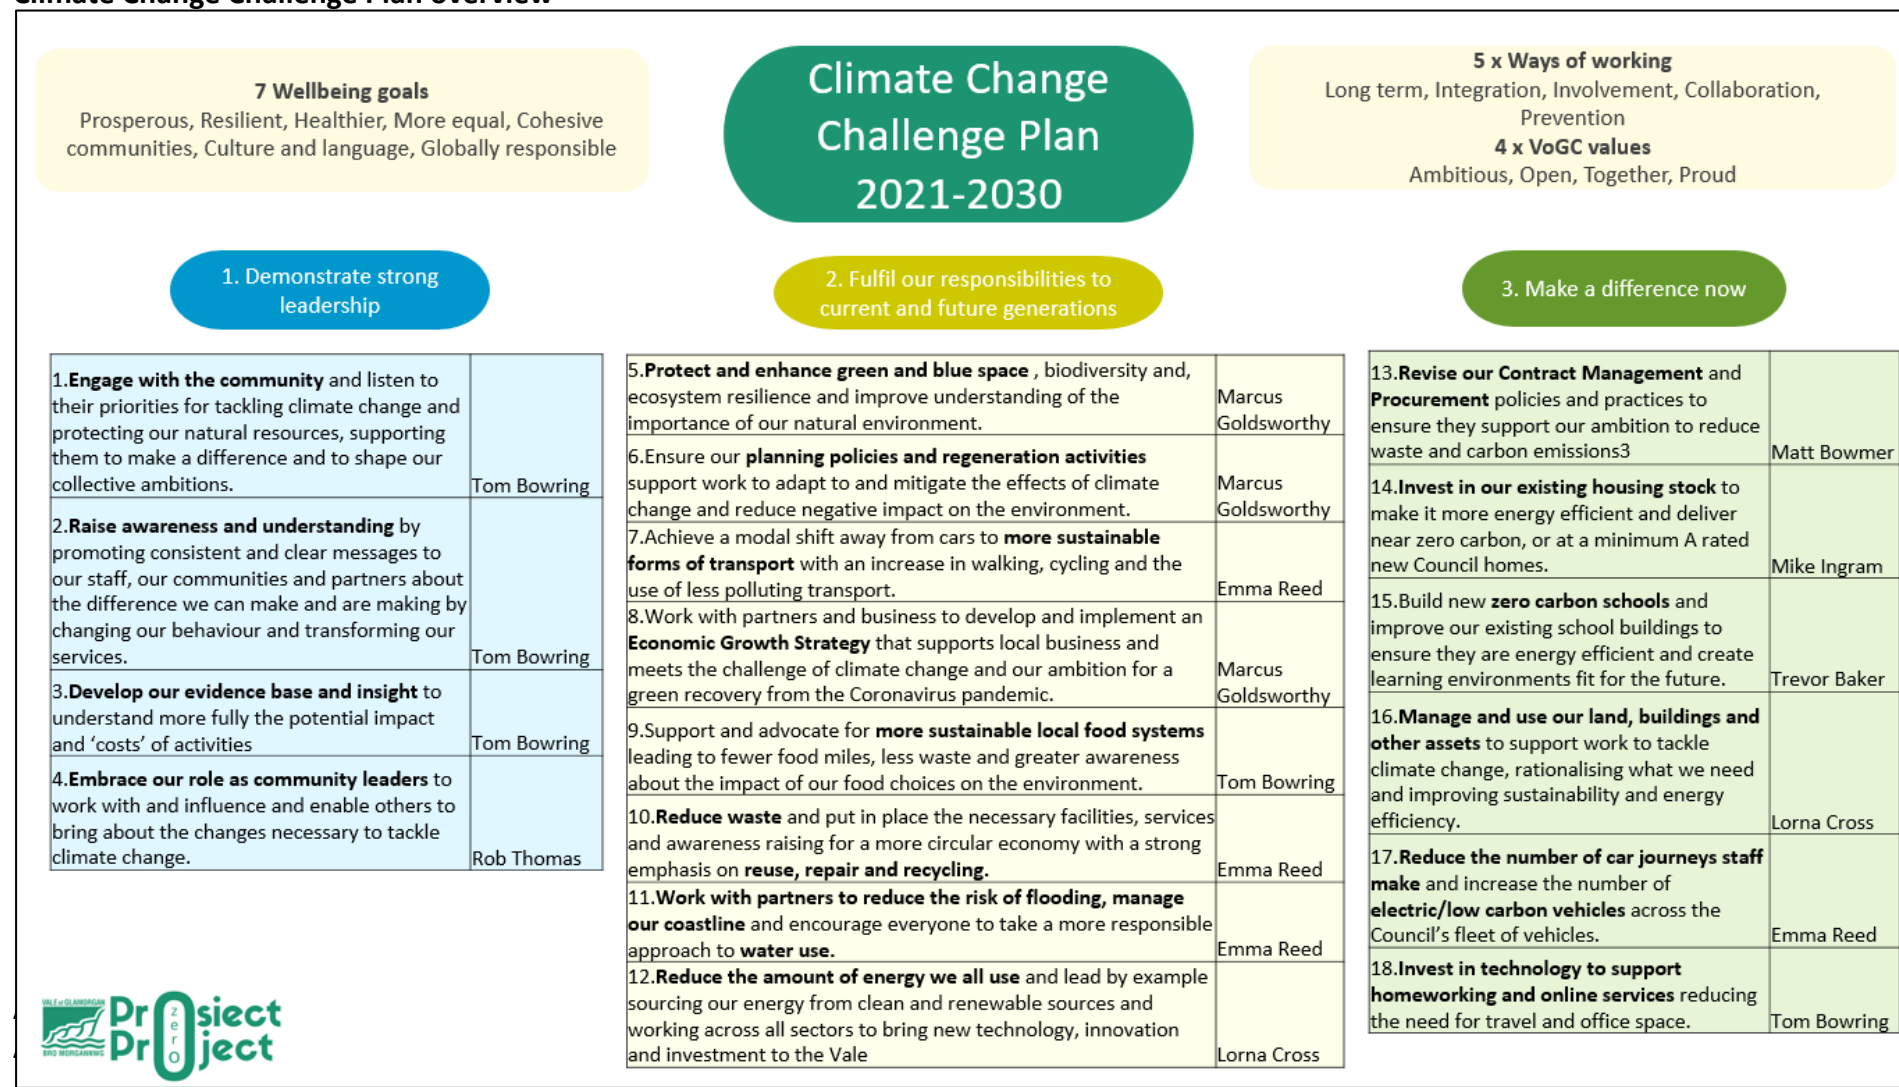 Climate Change Challenge Plan overview
7 Wellbeing goals
Prosperous, Resilient, Healthier, More equal, Cohesive
communities, Culture and language, Globally responsible
Climate Change
Challenge Plan
2021-2030
5 x Ways of working
Long term, Integration, Involvement, Collaboration,
Prevention
4 x VoGC values
Ambitious, Open, Together, Proud
1. Demonstrate strong
leadership
1.Engage with the community and listen to
their priorities for tackling climate change and
protecting our natural resources, supporting
them to make a difference and to shape our
collective ambitions.
Tom Bowring
2.Raise awareness and understanding by
promoting consistent and clear messages to
our staff, our communities and partners about
the difference we can make and are making by
changing our behaviour and transforming our
services.
Tom Bowring
3.Develop our evidence base and insight to
understand more fully the potential impact
and ‘costs’ of activities
Tom Bowring
4.Embrace our role as community leaders to
work with and influence and enable others to
bring about the changes necessary to tackle
climate change.
Rob Thomas
2. Fulfil our responsibilities to
current and future generations
5.Protect and enhance green and blue space , biodiversity and,
ecosystem resilience and improve understanding of the
importance of our natural environment.
Marcus
Goldsworthy
6.Ensure our planning policies and regeneration activities
support work to adapt to and mitigate the effects of climate
change and reduce negative impact on the environment.
Marcus
Goldsworthy
7.Achieve a modal shift away from cars to more sustainable
forms of transport with an increase in walking, cycling and the
use of less polluting transport.
Emma Reed
8.Work with partners and business to develop and implement an
Economic Growth Strategy that supports local business and
meets the challenge of climate change and our ambition for a
green recovery from the Coronavirus pandemic.
Marcus
Goldsworthy
9.Support and advocate for more sustainable local food systems
leading to fewer food miles, less waste and greater awareness
about the impact of our food choices on the environment.
Tom Bowring
10.Reduce waste and put in place the necessary facilities, services
and awareness raising for a more circular economy with a strong
emphasis on reuse, repair and recycling.
Emma Reed
11.Work with partners to reduce the risk of flooding, manage
our coastline and encourage everyone to take a more responsible
approach to water use.
Emma Reed
12.Reduce the amount of energy we all use and lead by example
sourcing our energy from clean and renewable sources and
working across all sectors to bring new technology, innovation
and investment to the Vale
Lorna Cross
3. Make a difference now
13.Revise our Contract Management and
Procurement policies and practices to
ensure they support our ambition to reduce
waste and carbon emissions3
Matt Bowmer
14.Invest in our existing housing stock to
make it more energy efficient and deliver
near zero carbon, or at a minimum A rated
new Council homes.
Mike Ingram
15.Build new zero carbon schools and
improve our existing school buildings to
ensure they are energy efficient and create
learning environments fit for the future.
Trevor Baker
16.Manage and use our land, buildings and
other assets to support work to tackle
climate change, rationalising what we need
and improving sustainability and energy
efficiency.
Lorna Cross
17.Reduce the number of car journeys staff
make and increase the number of
electric/low carbon vehicles across the
Council’s fleet of vehicles.
Emma Reed
18.Invest in technology to support
homeworking and online services reducing
the need for travel and office space.
Tom Bowring
VALE of GLAMORGAN
BRO MORGANNWG
Prosiect
zero
Project